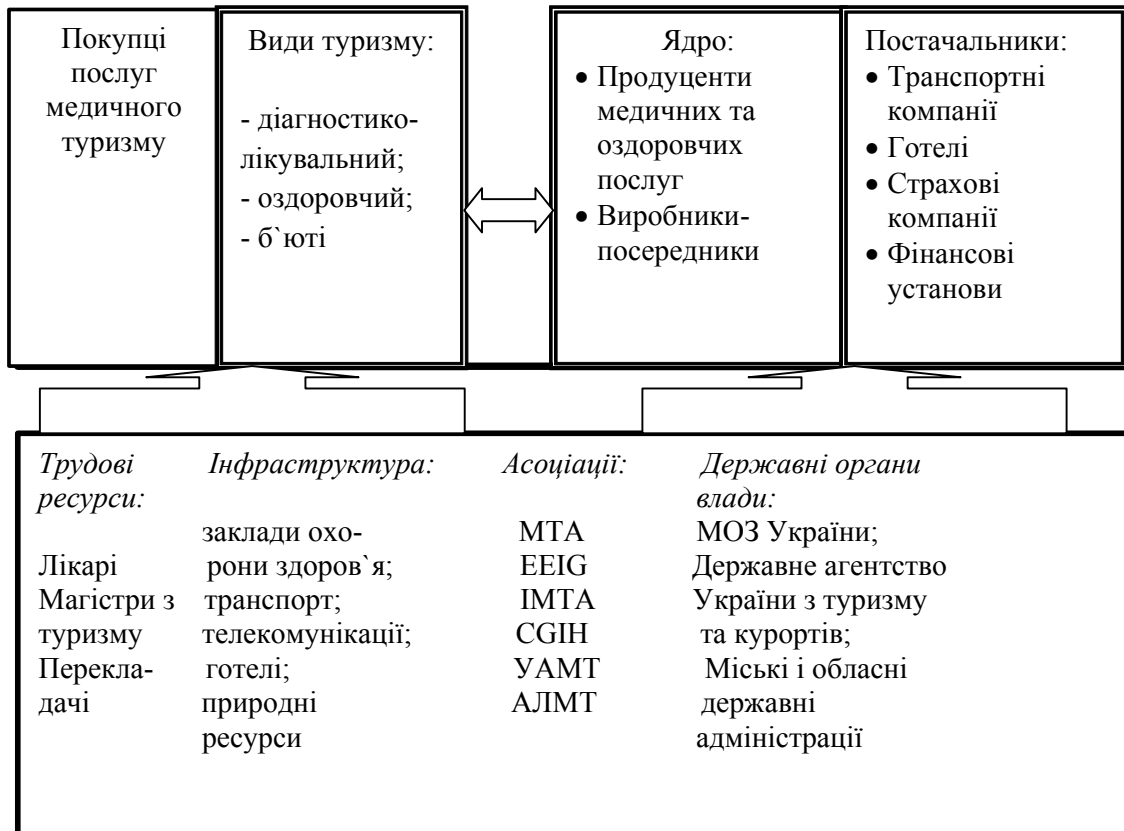 Покупці
послуг
медичного
туризму
Види туризму:
- діагностико-
лікувальний;
- оздоровчий;
- б`юті
Ядро:
• Продуценти
медичних та
оздоровчих
послуг
• Виробники-
посередники
Постачальники:
• Транспортні
компанії
• Готелі
• Страхові
компанії
• Фінансові
установи
Трудові
ресурси:
Лікарі
Магістри з
туризму
Перекла-
дачі
Інфраструктура:
заклади охо-
рони здоров`я;
транспорт;
телекомунікації;
готелі;
природні
ресурси
Асоціації:
МТА
EEIG
IMTA
CGIH
УАМТ
АЛМТ
Державні органи
влади:
МОЗ України;
Державне агентство
України з туризму
та курортів;
Міські і обласні
державні
адміністрації